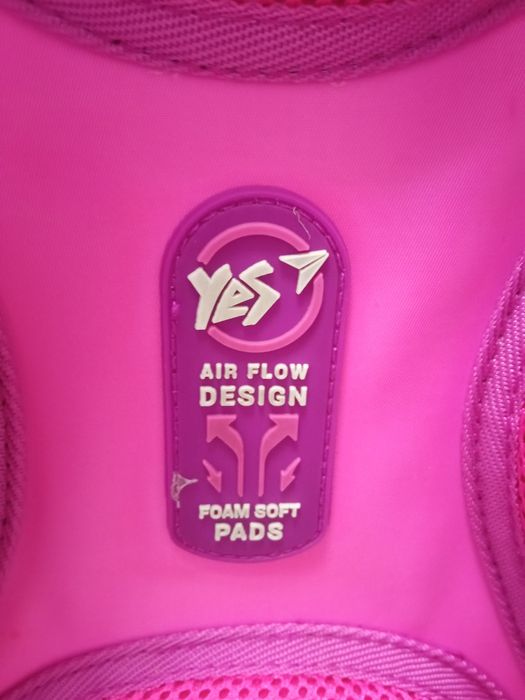 YES
AIR FLOW
DESIGN
FOAM SOFT
PADS